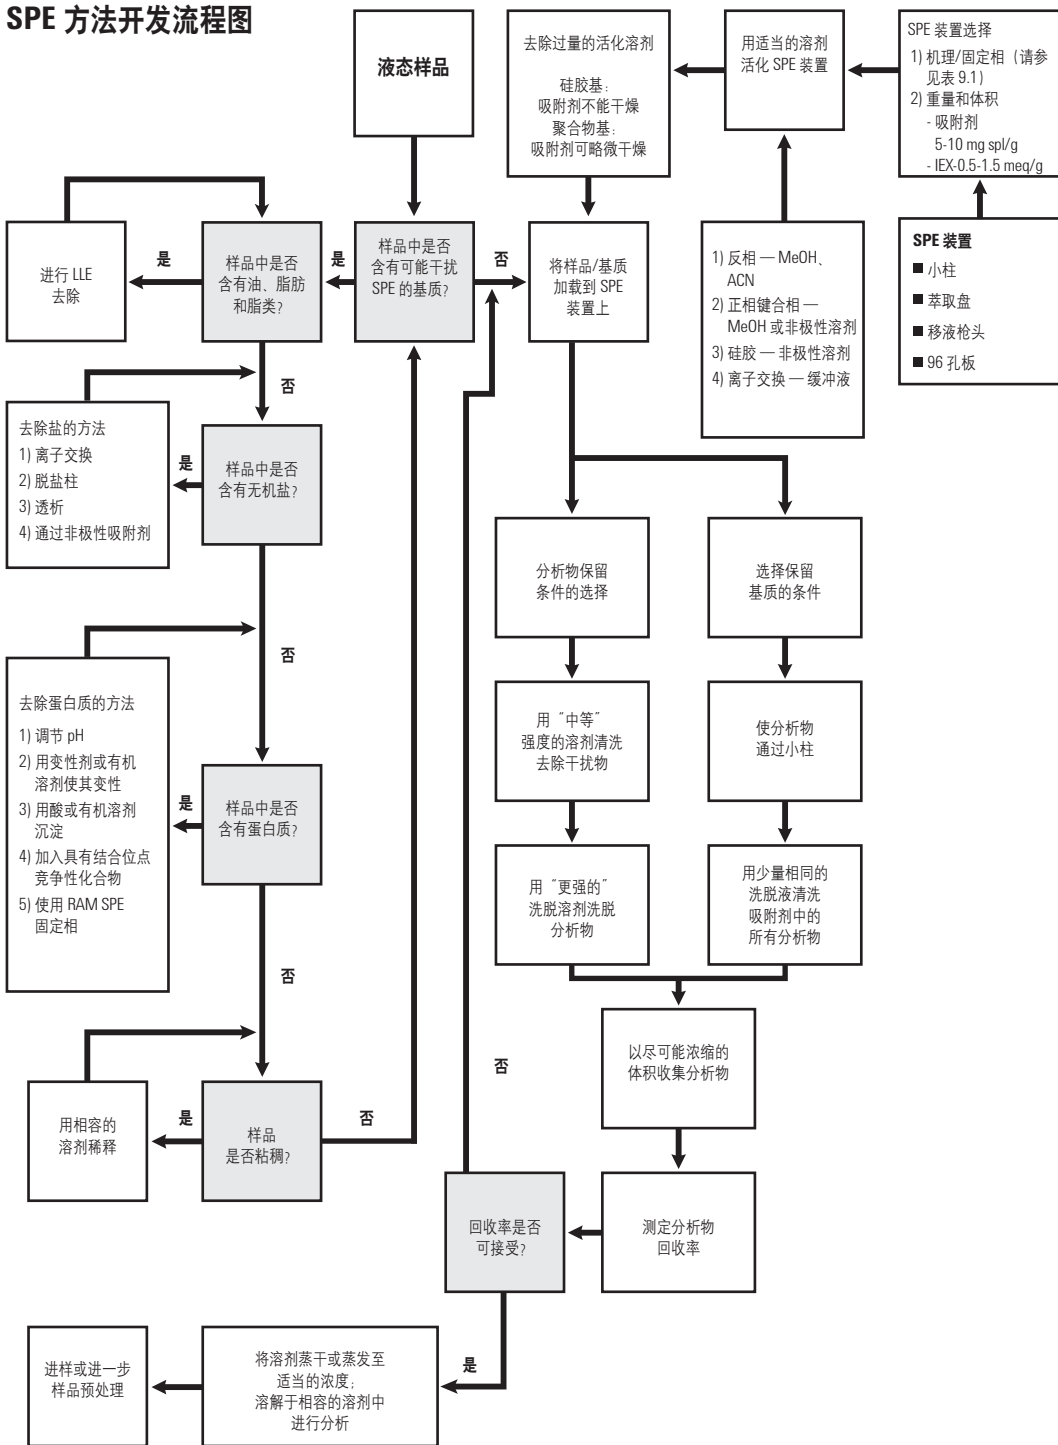 SPE 方法开发流程图
液态样品
去除过量的活化溶剂
硅胶基：
吸附剂不能干燥
聚合物基：
吸附剂可略微干燥
用适当的溶剂
活化 SPE 装置
SPE 装置选择
1) 机理/固定相（请参
见表 9.1）
2) 重量和体积
- 吸附剂
5-10 mg spl/g
- IEX-0.5-1.5 meq/g
SPE 装置
■ 小柱
■ 萃取盘
■ 移液枪头
■ 96 孔板
1) 反相 — MeOH、
ACN
2) 正相键合相 —
MeOH 或非极性溶剂
3) 硅胶 — 非极性溶剂
4) 离子交换 — 缓冲液
进行 LLE
去除
是
样品中是否
含有油、脂肪
和脂类？
是
样品中是否
含有可能干扰
SPE 的基质？
否
将样品/基质
加载到 SPE
装置上
否
去除盐的方法
1) 离子交换
2) 脱盐柱
3) 透析
4) 通过非极性吸附剂
是
样品中是否
含有无机盐？
否
去除蛋白质的方法
1) 调节 pH
2) 用变性剂或有机
溶剂使其变性
3) 用酸或有机溶剂
沉淀
4) 加入具有结合位点
竞争性化合物
5) 使用 RAM SPE
固定相
是
样品中是否
含有蛋白质？
否
用相容的
溶剂稀释
是
样品
是否粘稠？
否
分析物保留
条件的选择
选择保留
基质的条件
用“中等”
强度的溶剂清洗
去除干扰物
使分析物
通过小柱
用“更强的”
洗脱溶剂洗脱
分析物
用少量相同的
洗脱液清洗
吸附剂中的
所有分析物
以尽可能浓缩的
体积收集分析物
测定分析物
回收率
回收率是否
可接受？
否
是
将溶剂蒸干或蒸发至
适当的浓度；
溶解于相容的溶剂中
进行分析
进样或进一步
样品预处理